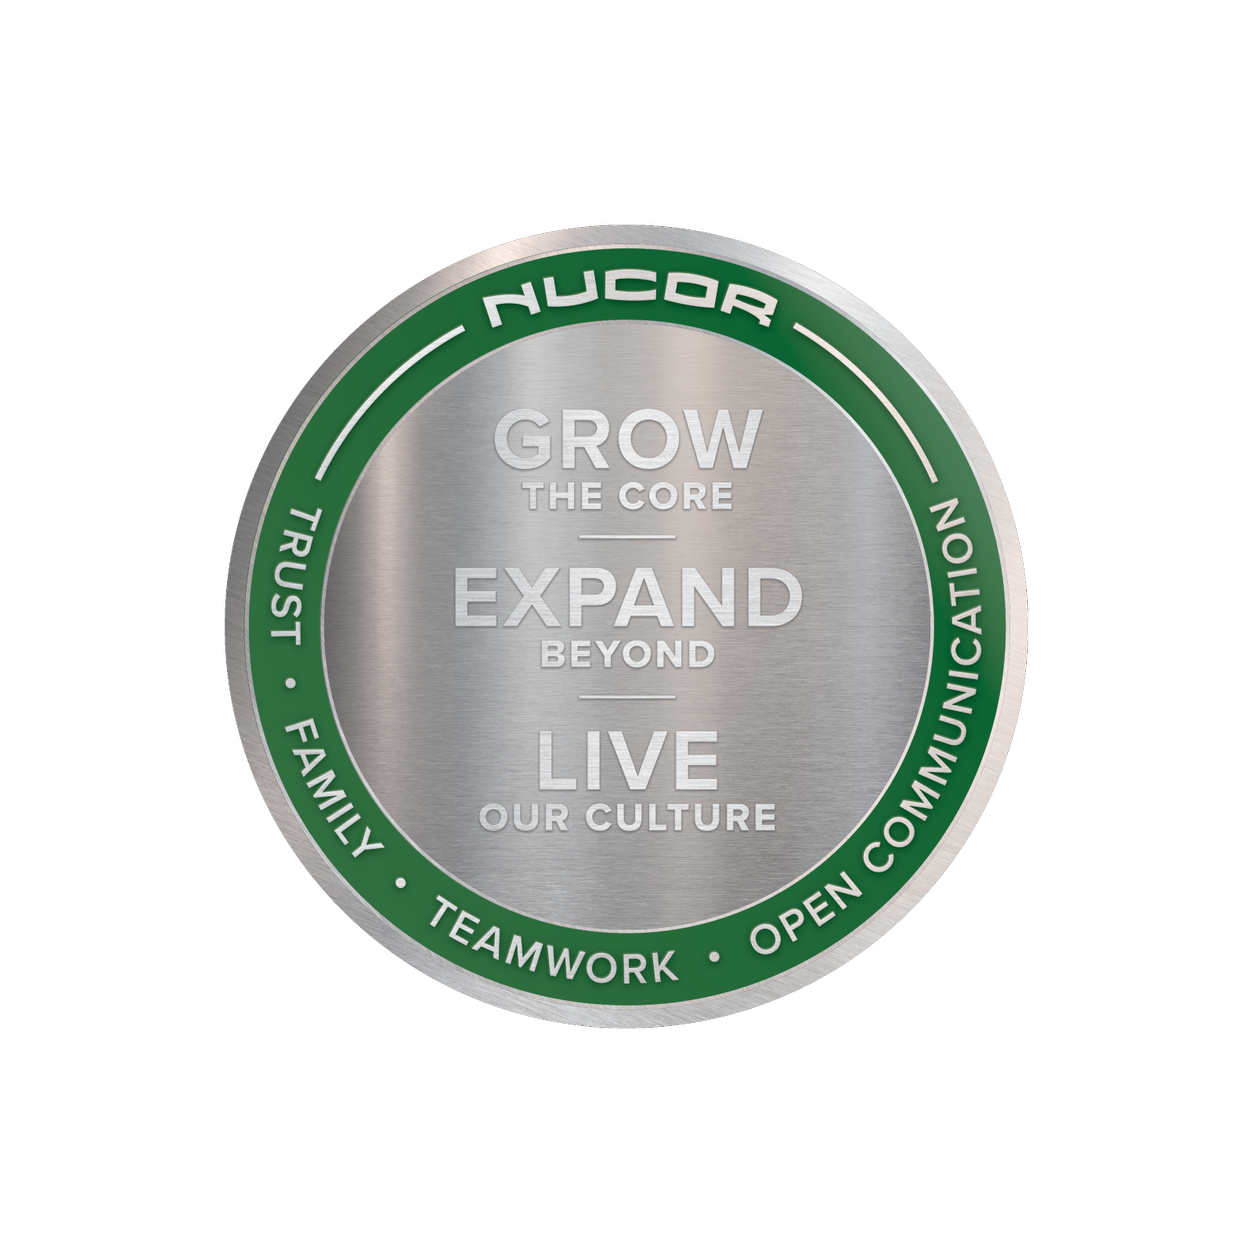 NUCOR
GROW
THE CORE
EXPAND
BEYOND
LIVE
OUR CULTURE
TRUST • FAMILY • TEAMWORK • OPEN COMMUNICATION